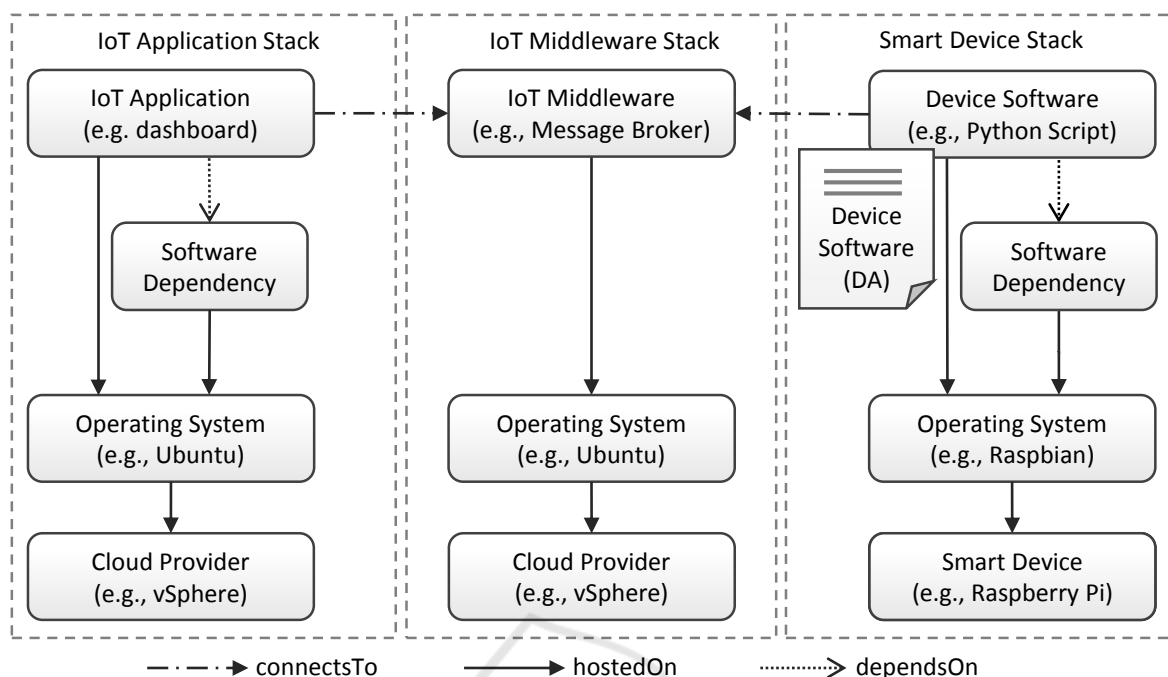 IoT Application Stack
IoT Application
(e.g. dashboard)
Software
Dependency
Operating System
(e.g., Ubuntu)
Cloud Provider
(e.g., vSphere)
IoT Middleware Stack
IoT Middleware
(e.g., Message Broker)
Operating System
(e.g., Ubuntu)
Cloud Provider
(e.g., vSphere)
Smart Device Stack
Device Software
(e.g., Python Script)
Device
Software
(DA)
Software
Dependency
Operating System
(e.g., Raspbian)
Smart Device
(e.g., Raspberry Pi)
connectsTo
hostedOn
dependsOn